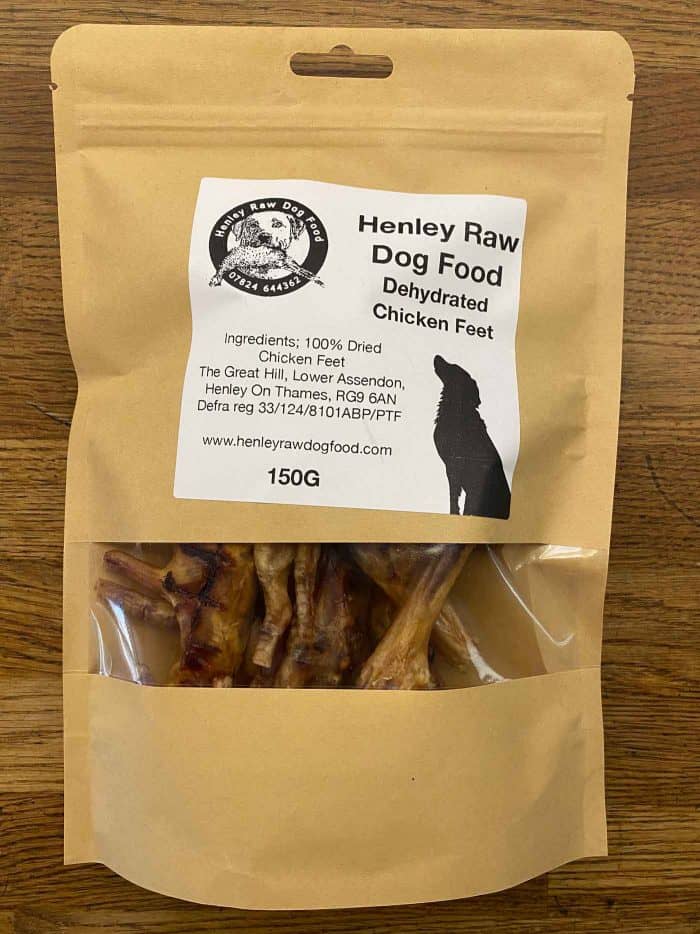 Henley Raw Dog Food
07824 644362
Henley Raw
Dog Food
Dehydrated
Chicken Feet
Ingredients; 100% Dried
Chicken Feet
The Great Hill, Lower Assendon,
Henley On Thames, RG9 6AN
Defra reg 33/124/8101ABP/PTF
www.henleyrawdogfood.com
150G